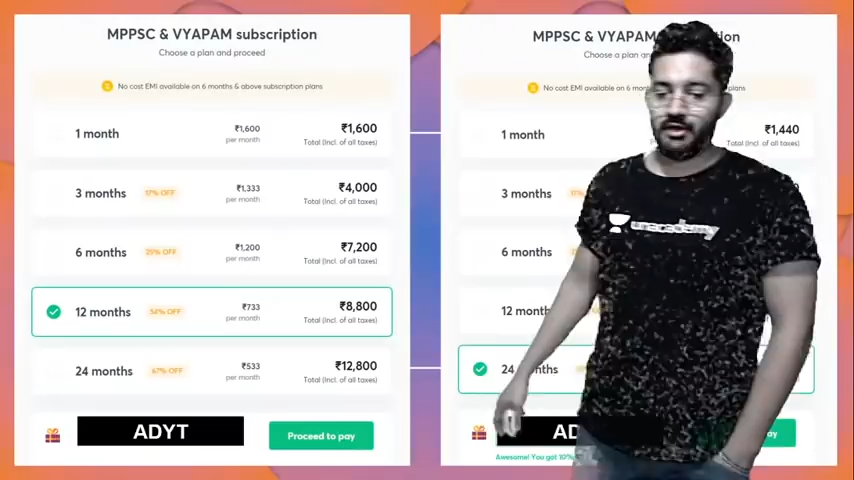 MPPSC & VYAPAM subscription
Choose a plan and proceed
No cost EMI available on 6 months & above subscription plans
1 month ₹1,600 per month ₹1,600 Total (Incl. of all taxes)
3 months 17% OFF ₹1,333 per month ₹4,000 Total (Incl. of all taxes)
6 months 25% OFF ₹1,200 per month ₹7,200 Total (Incl. of all taxes)
12 months 54% OFF ₹733 per month ₹8,800 Total (Incl. of all taxes)
24 months 67% OFF ₹533 per month ₹12,800 Total (Incl. of all taxes)
ADYT
Proceed to pay
MPPSC & VYAPAM
Choose a plan
No cost EMI available on 6 plans
1 month ₹1,440 Total (Incl. of all taxes)
3 months
6 months
12
24
Awesome! You got 10%
unacademy